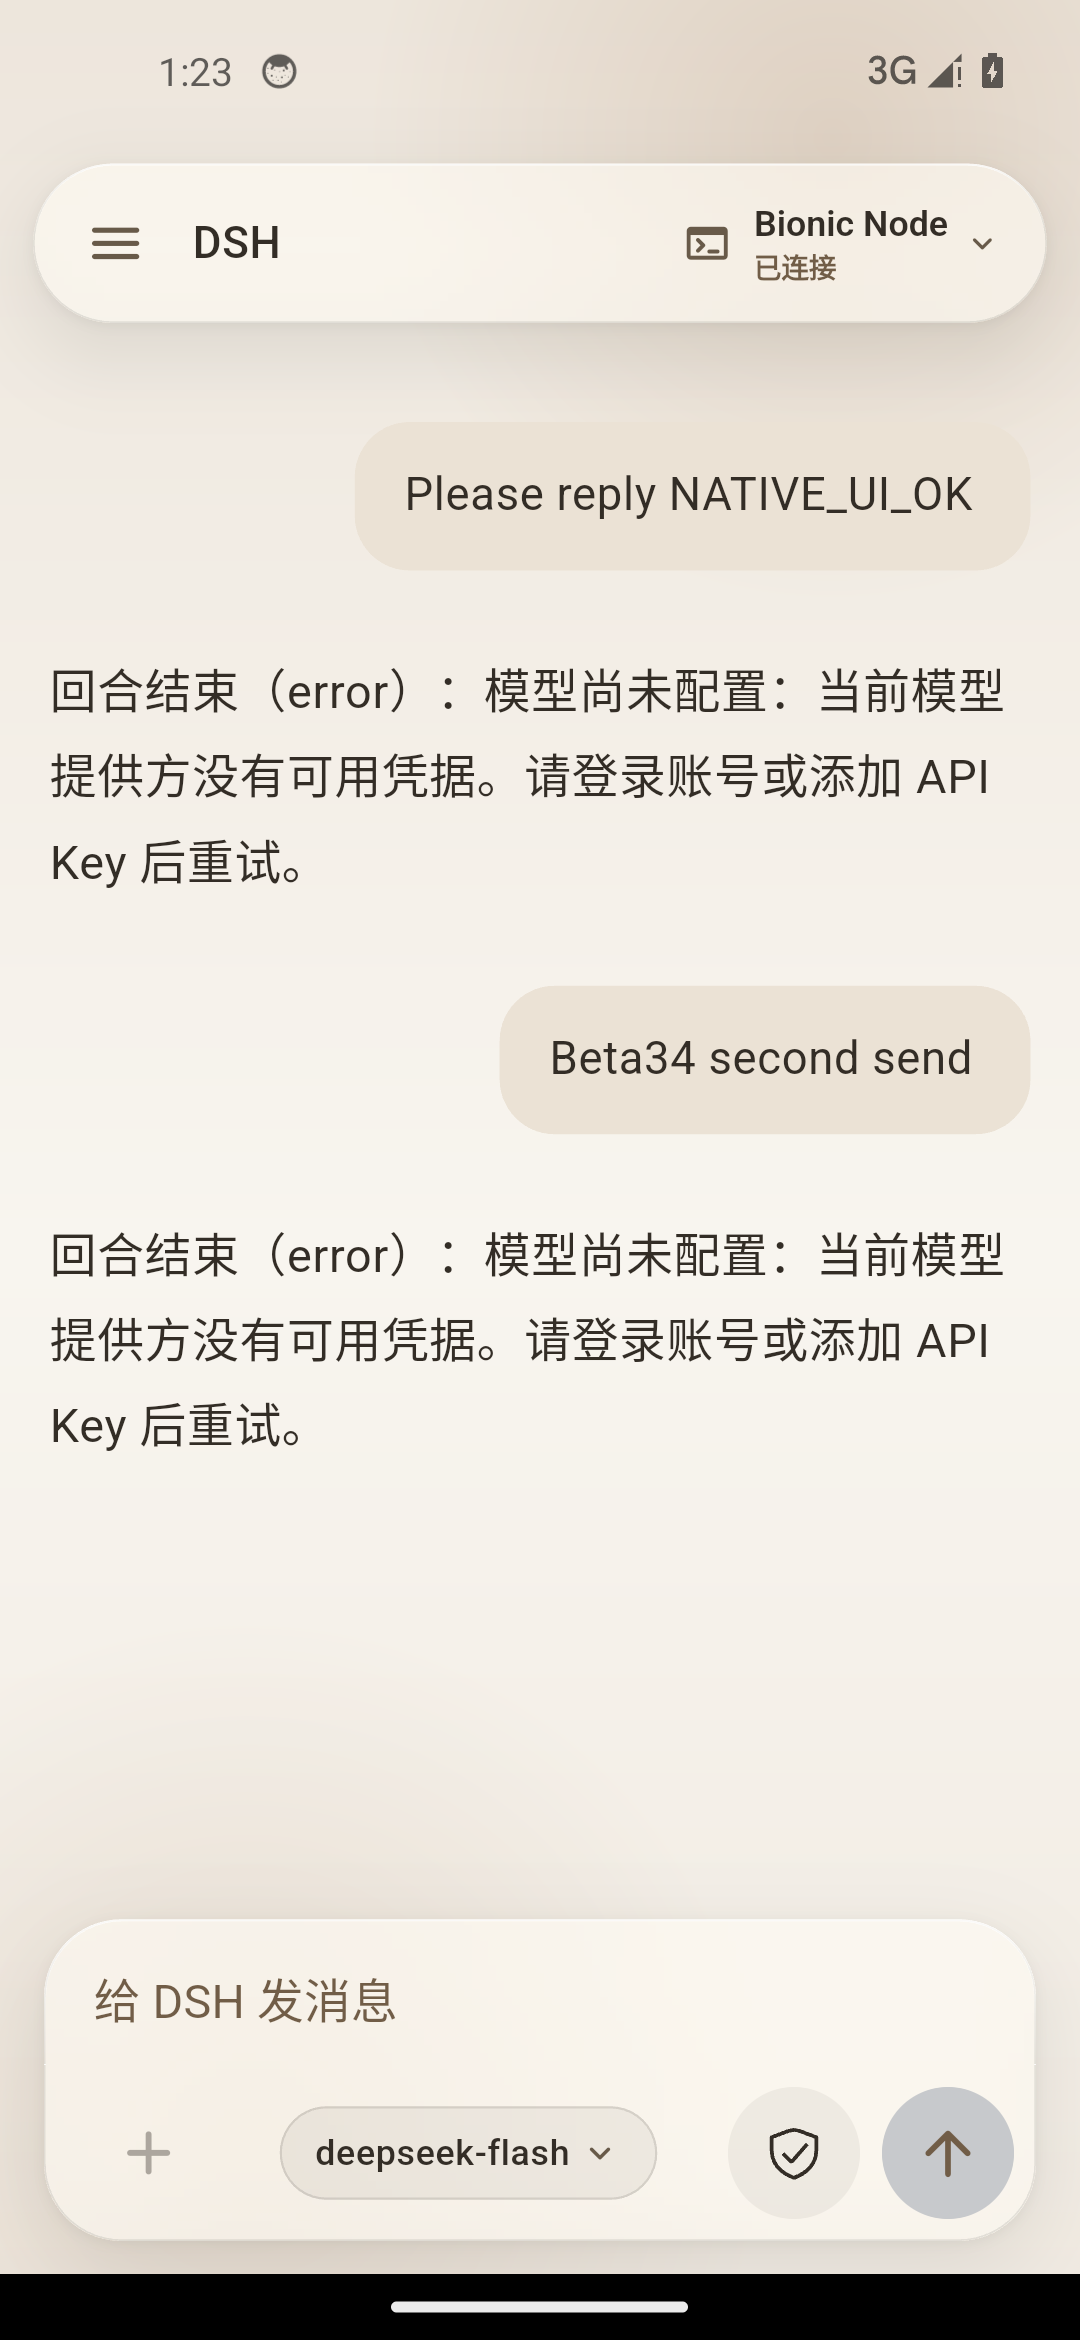 1:23
3G
DSH
Bionic Node
已连接
Please reply NATIVE_UI_OK
回合结束（error）：模型尚未配置：当前模型
提供方没有可用凭据。请登录账号或添加 API
Key 后重试。
Beta34 second send
回合结束（error）：模型尚未配置：当前模型
提供方没有可用凭据。请登录账号或添加 API
Key 后重试。
给 DSH 发消息
deepseek-flash